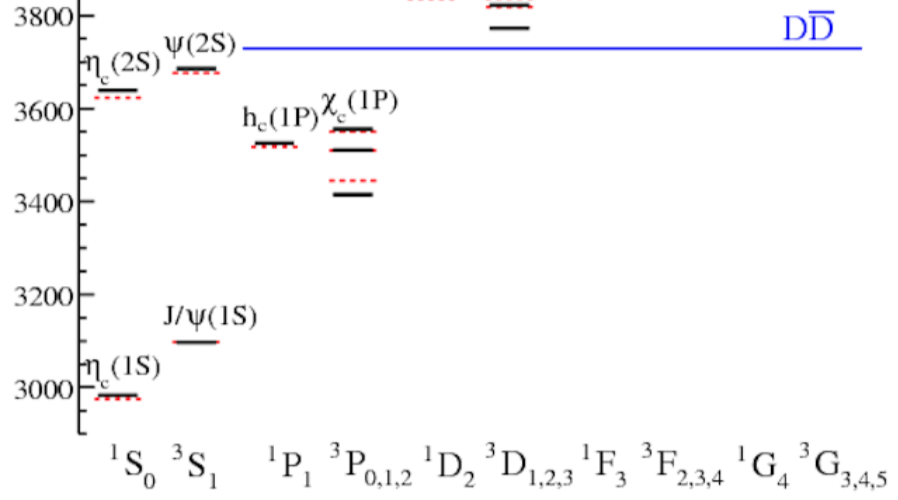 3800
DD̅
ψ(2S)
η_c(2S)
3600
h_c(1P)
χ_c(1P)
3400
3200
J/ψ(1S)
η_c(1S)
3000
¹S₀ ³S₁ ¹P₁ ³P₀,₁,₂ ¹D₂ ³D₁,₂,₃ ¹F₃ ³F₂,₃,₄ ¹G₄ ³G₃,₄,₅